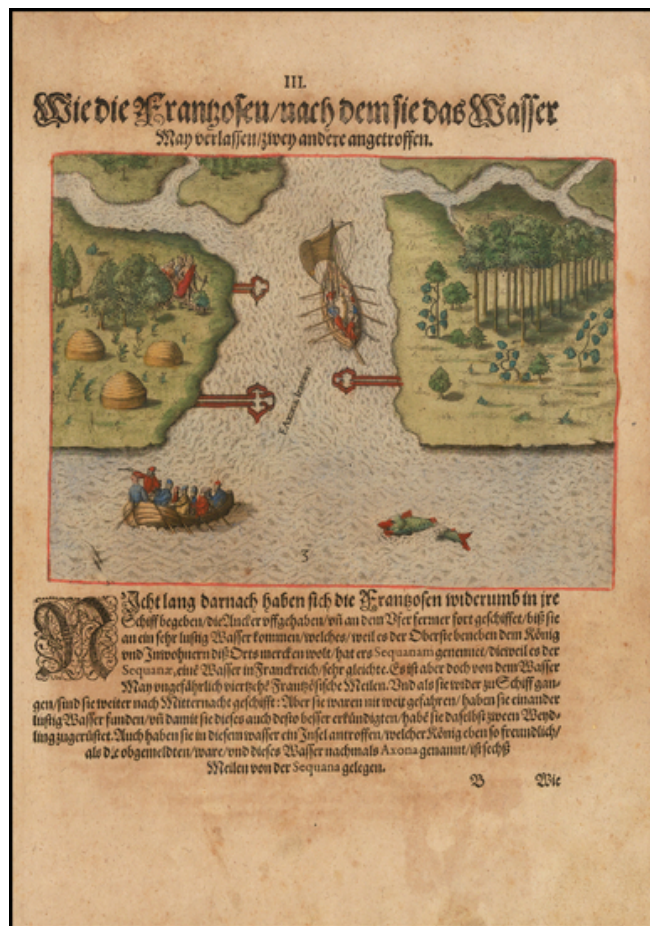 III.
Wie die Frantzosen/nach dem sie das Wasser
May verlassen/zwey andere angetroffen.
F Axona
3
NIcht lang darnach haben sich die Frantzosen widerumb in jre
Schiff begeben/die Ancker vffgehaben/vñ an dem Vfer ferrner fort geschiffet/biß sie
an ein sehr lustig Wasser kommen/welches/weil es der Oberste beneben dem König
vnd Inwohnern diß Orts mercken wolt/hat ers Sequanam genennet/dieweil es der
Sequanæ, einē Wasser in Franckreich/sehr gleichte. Es ist aber doch von dem Wasser
May vngefährlich viertzehē Frantzösische Meilen. Vnd als sie wider zu Schiff gan-
gen/sind sie weiter nach Mitternacht geschifft: Aber sie waren nit weit gefahren/haben sie ein ander
lustig Wasser funden/vñ damit sie dieses auch desto besser erkündigten/habē sie daselbst zween Weyd-
ling zugerüstet. Auch haben sie in diesem wasser ein Insel antroffen/welcher König eben so freundlich/
als die obgemeldten/ware/vnd dieses Wasser nachmals Axona genannt/ist sechß
Meilen von der Sequana gelegen.
B Wie